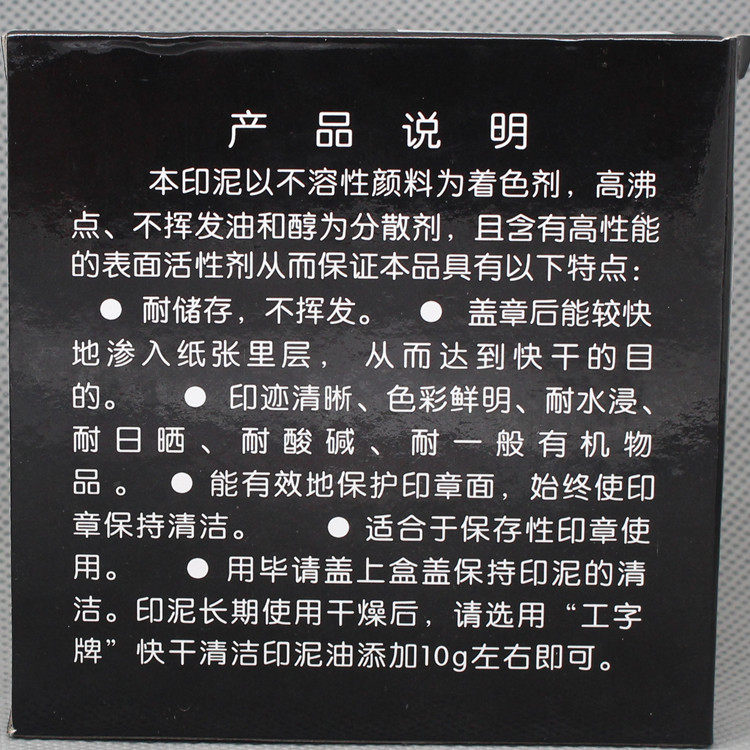 产品说明
本印泥以不溶性颜料为着色剂，高沸
点、不挥发油和醇为分散剂，且含有高性能
的表面活性剂从而保证本品具有以下特点：
● 耐储存，不挥发。 ● 盖章后能较快
地渗入纸张里层，从而达到快干的目
的。 ● 印迹清晰、色彩鲜明、耐水浸、
耐日晒、耐酸碱、耐一般有机物
品。 ● 能有效地保护印章面，始终使印
章保持清洁。 ● 适合于保存性印章使
用。 ● 用毕请盖上盒盖保持印泥的清
洁。印泥长期使用干燥后，请选用“工字
牌”快干清洁印泥油添加10g左右即可。